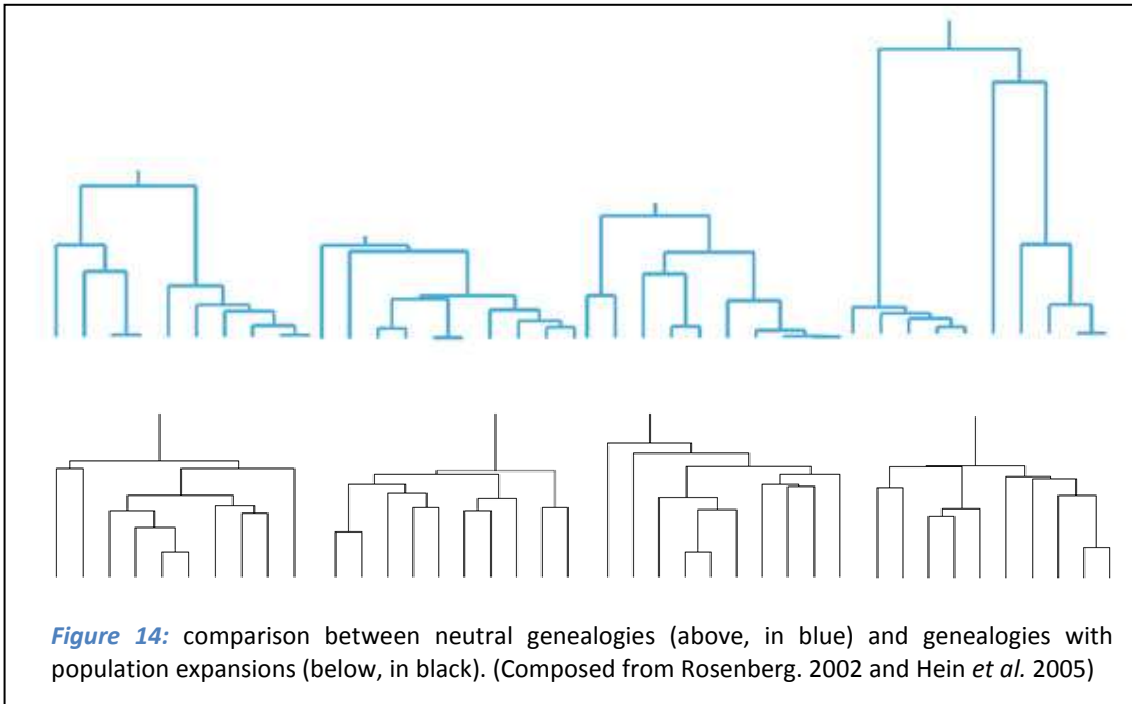 Figure 14: comparison between neutral genealogies (above, in blue) and genealogies with
population expansions (below, in black). (Composed from Rosenberg. 2002 and Hein et al. 2005)